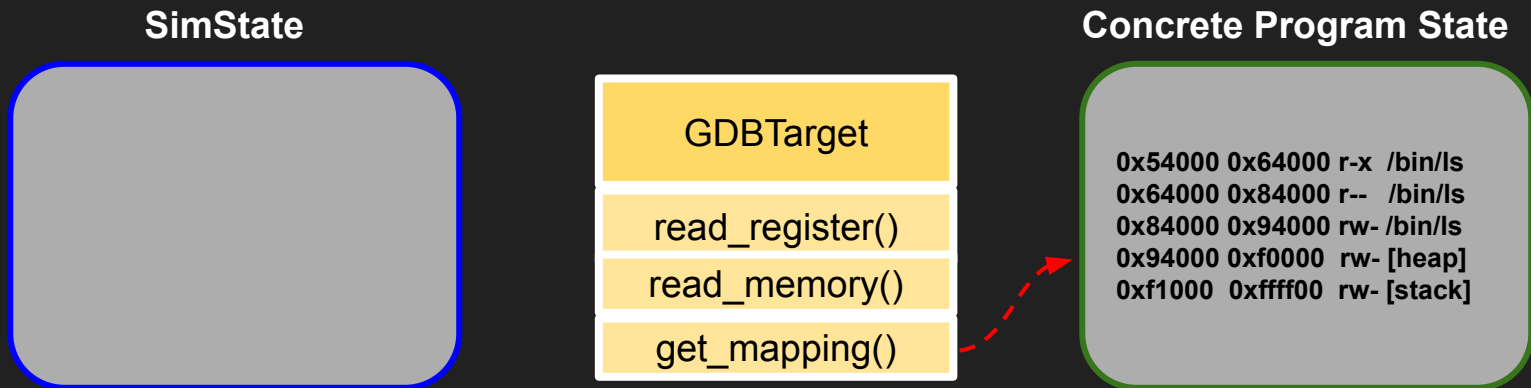 SimState
Concrete Program State
GDBTarget
read_register()
read_memory()
get_mapping()
0x54000 0x64000 r-x /bin/ls
0x64000 0x84000 r-- /bin/ls
0x84000 0x94000 rw- /bin/ls
0x94000 0xf0000 rw- [heap]
0xf1000 0xffff00 rw- [stack]